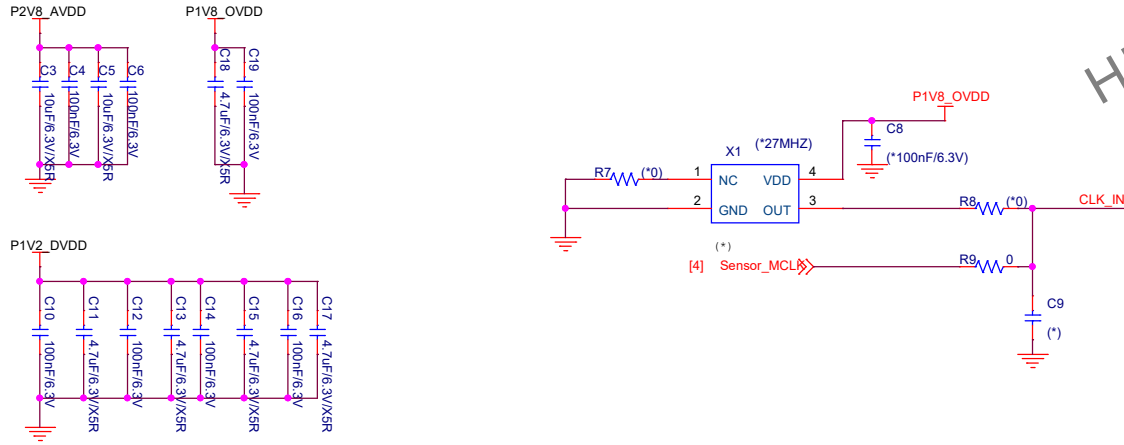 P2V8_AVDD
P1V8_OVDD
C3
C4
C5
C6
10uF/6.3V/X5R
100nF/6.3V
10uF/6.3V/X5R
100nF/6.3V
C18
C19
4.7uF/6.3V/X5R
100nF/6.3V
P1V2_DVDD
C10
C11
C12
C13
C14
C15
C16
C17
100nF/6.3V
4.7uF/6.3V/X5R
100nF/6.3V
4.7uF/6.3V/X5R
100nF/6.3V
4.7uF/6.3V/X5R
100nF/6.3V
4.7uF/6.3V/X5R
P1V8_OVDD
C8
(*100nF/6.3V)
X1 (*27MHZ)
R7 (*0)
1 NC VDD 4
2 GND OUT 3
R8 (*0)
CLK_IN
(*)
[4] Sensor_MCLK
R9 0
C9
(*)